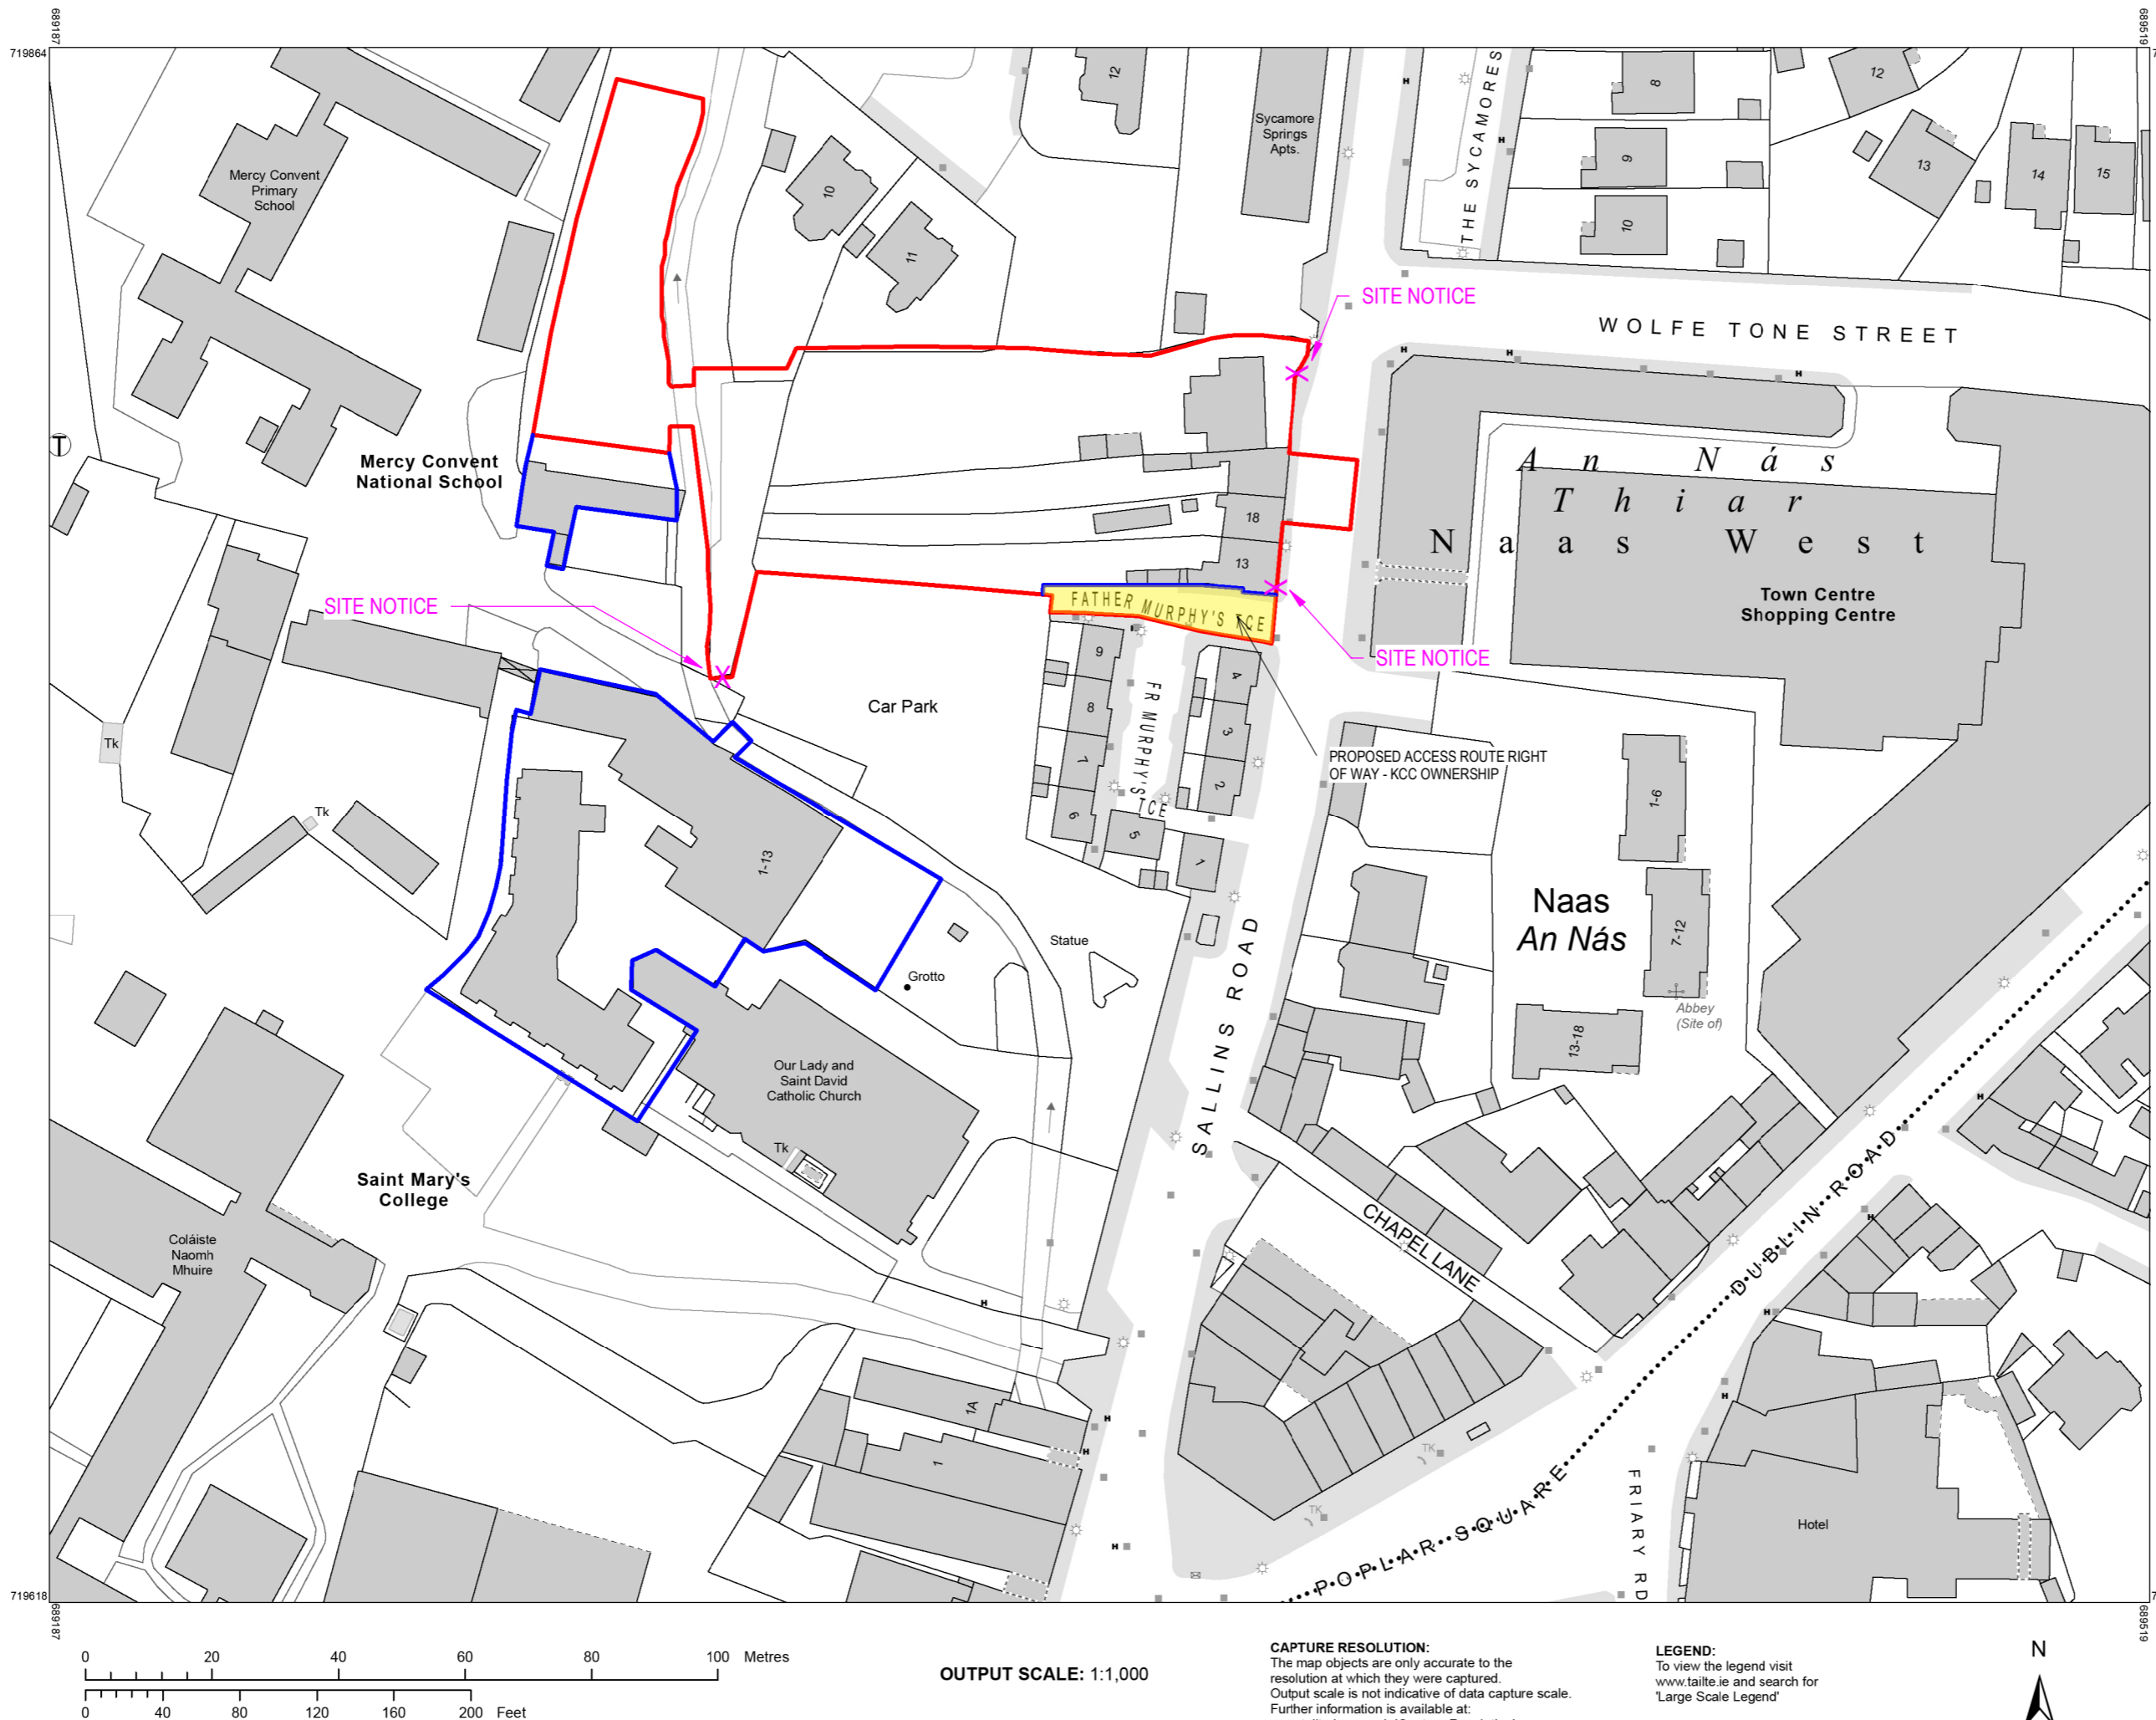 689187
689519
719864
7
12
THE SYCAMORES
8
12
Sycamore
Springs
Apts.
13
Mercy Convent
Primary
School
9
14
15
10
10
11
SITE NOTICE
WOLFE TONE STREET
T
Mercy Convent
National School
An Nás
Thiar
18
Naas West
13
Town Centre
Shopping Centre
SITE NOTICE
FATHER MURPHY'S TCE
SITE NOTICE
9
4
Car Park
8
FR MURPHY'S
TCE
3
Tk
7
2
PROPOSED ACCESS ROUTE RIGHT
OF WAY - KCC OWNERSHIP
1-6
Tk
6
5
1
1-13
Naas
An Nás
7-12
Statue
SALLINS ROAD
Grotto
Abbey
(Site of)
13-18
Our Lady and
Saint David
Catholic Church
Tk
Saint Mary's
College
DUBLIN ROAD
CHAPEL LANE
Coláiste
Naomh
Mhuire
H
1A
1
TK
TK
POPLAR SQUARE
FRIARY RD
Hotel
719618
7
689187
689519
0 20 40 60 80 100 Metres
0 40 80 120 160 200 Feet
OUTPUT SCALE: 1:1,000
CAPTURE RESOLUTION:
The map objects are only accurate to the
resolution at which they were captured.
Output scale is not indicative of data capture scale.
Further information is available at:
LEGEND:
To view the legend visit
www.tailte.ie and search for
'Large Scale Legend'
N